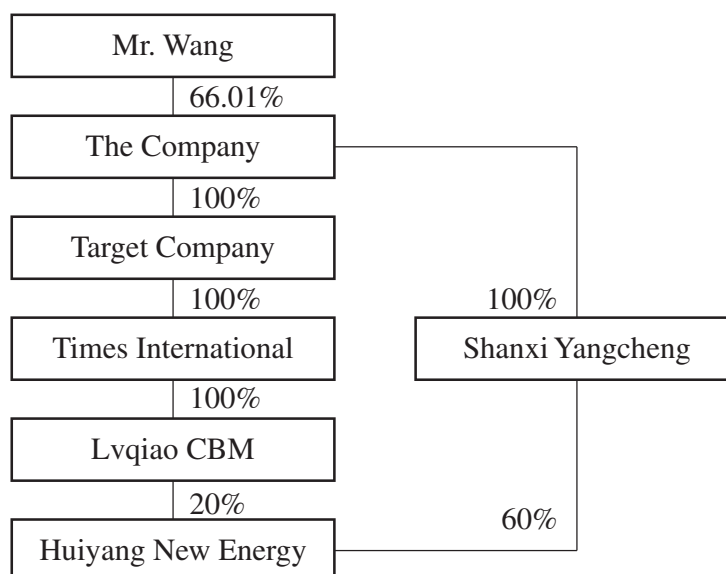 Mr. Wang
66.01%
The Company
100%
Target Company
100%
100%
Times International
Shanxi Yangcheng
100%
Lvqiao CBM
20%
60%
Huiyang New Energy